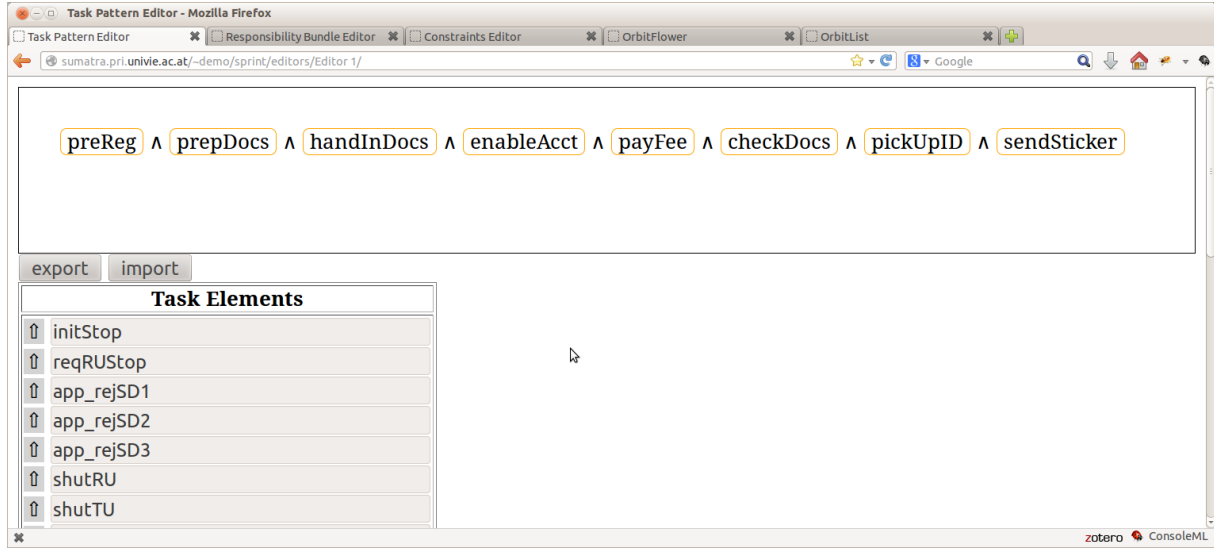 Task Pattern Editor - Mozilla Firefox
Task Pattern Editor Responsibility Bundle Editor Constraints Editor OrbitFlower OrbitList
sumatra.pri.univie.ac.at/~demo/sprint/editors/Editor 1/ Google
preReg ∧ prepDocs ∧ handInDocs ∧ enableAcct ∧ payFee ∧ checkDocs ∧ pickUpID ∧ sendSticker
export import
Task Elements
⇧ initStop
⇧ reqRUStop
⇧ app_rejSD1
⇧ app_rejSD2
⇧ app_rejSD3
⇧ shutRU
⇧ shutTU
zotero ConsoleML